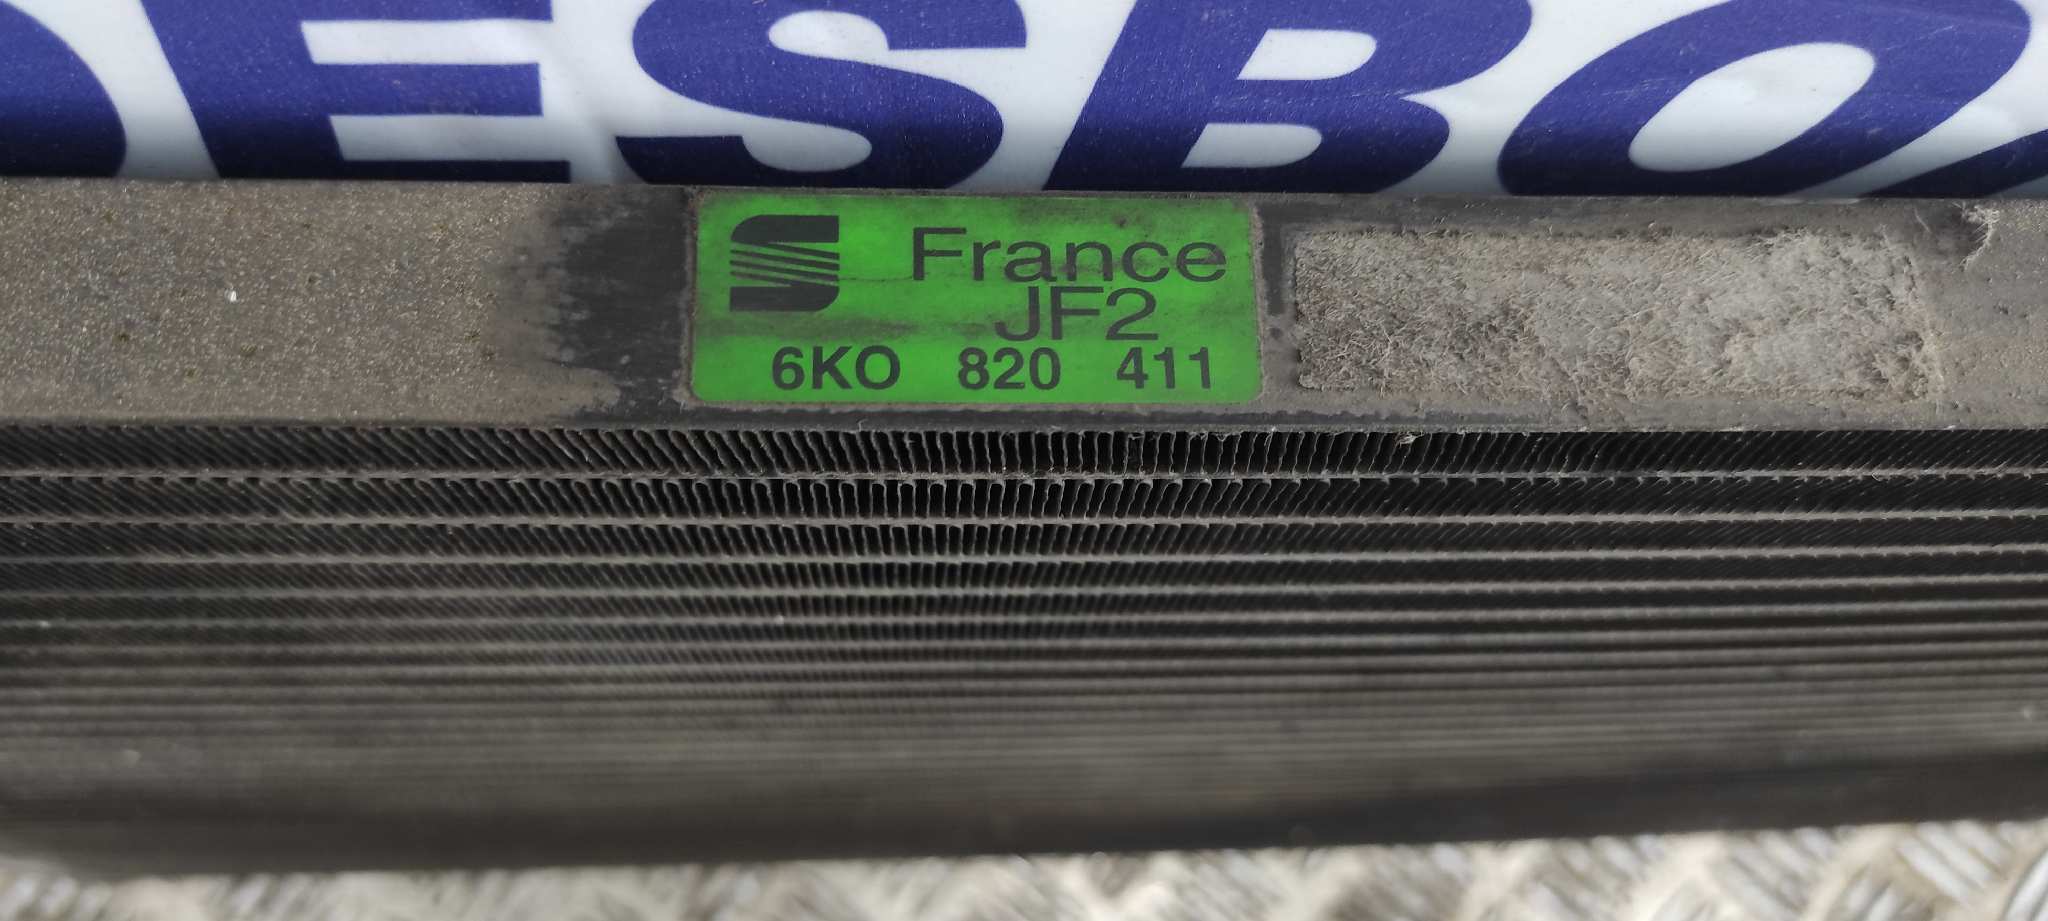 DESBO
France
JF2
6KO 820 411